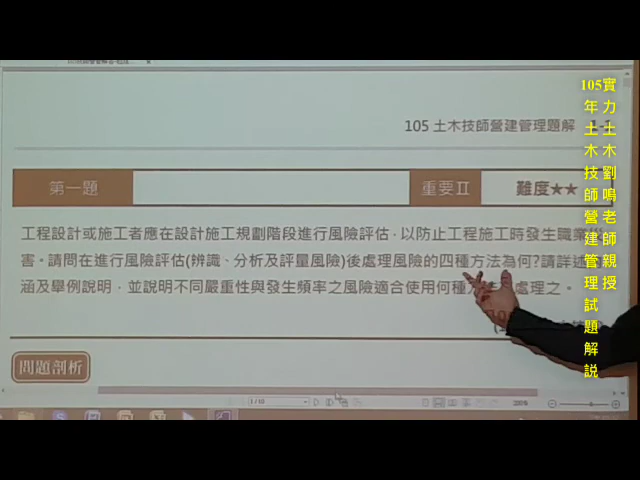 105 土木技師營建管理題解
第一題
重要II
難度★★
工程設計或施工者應在設計施工規劃階段進行風險評估，以防止工程施工時發生職業
害。請問在進行風險評估(辨識、分析及評量風險)後處理風險的四種方法為何?請詳述
涵及舉例說明，並說明不同嚴重性與發生頻率之風險適合使用何種 處理之。
問題剖析
1 / 10
200%
實力土木劉鳴老師親授
105年土木技師營建管理試題解說